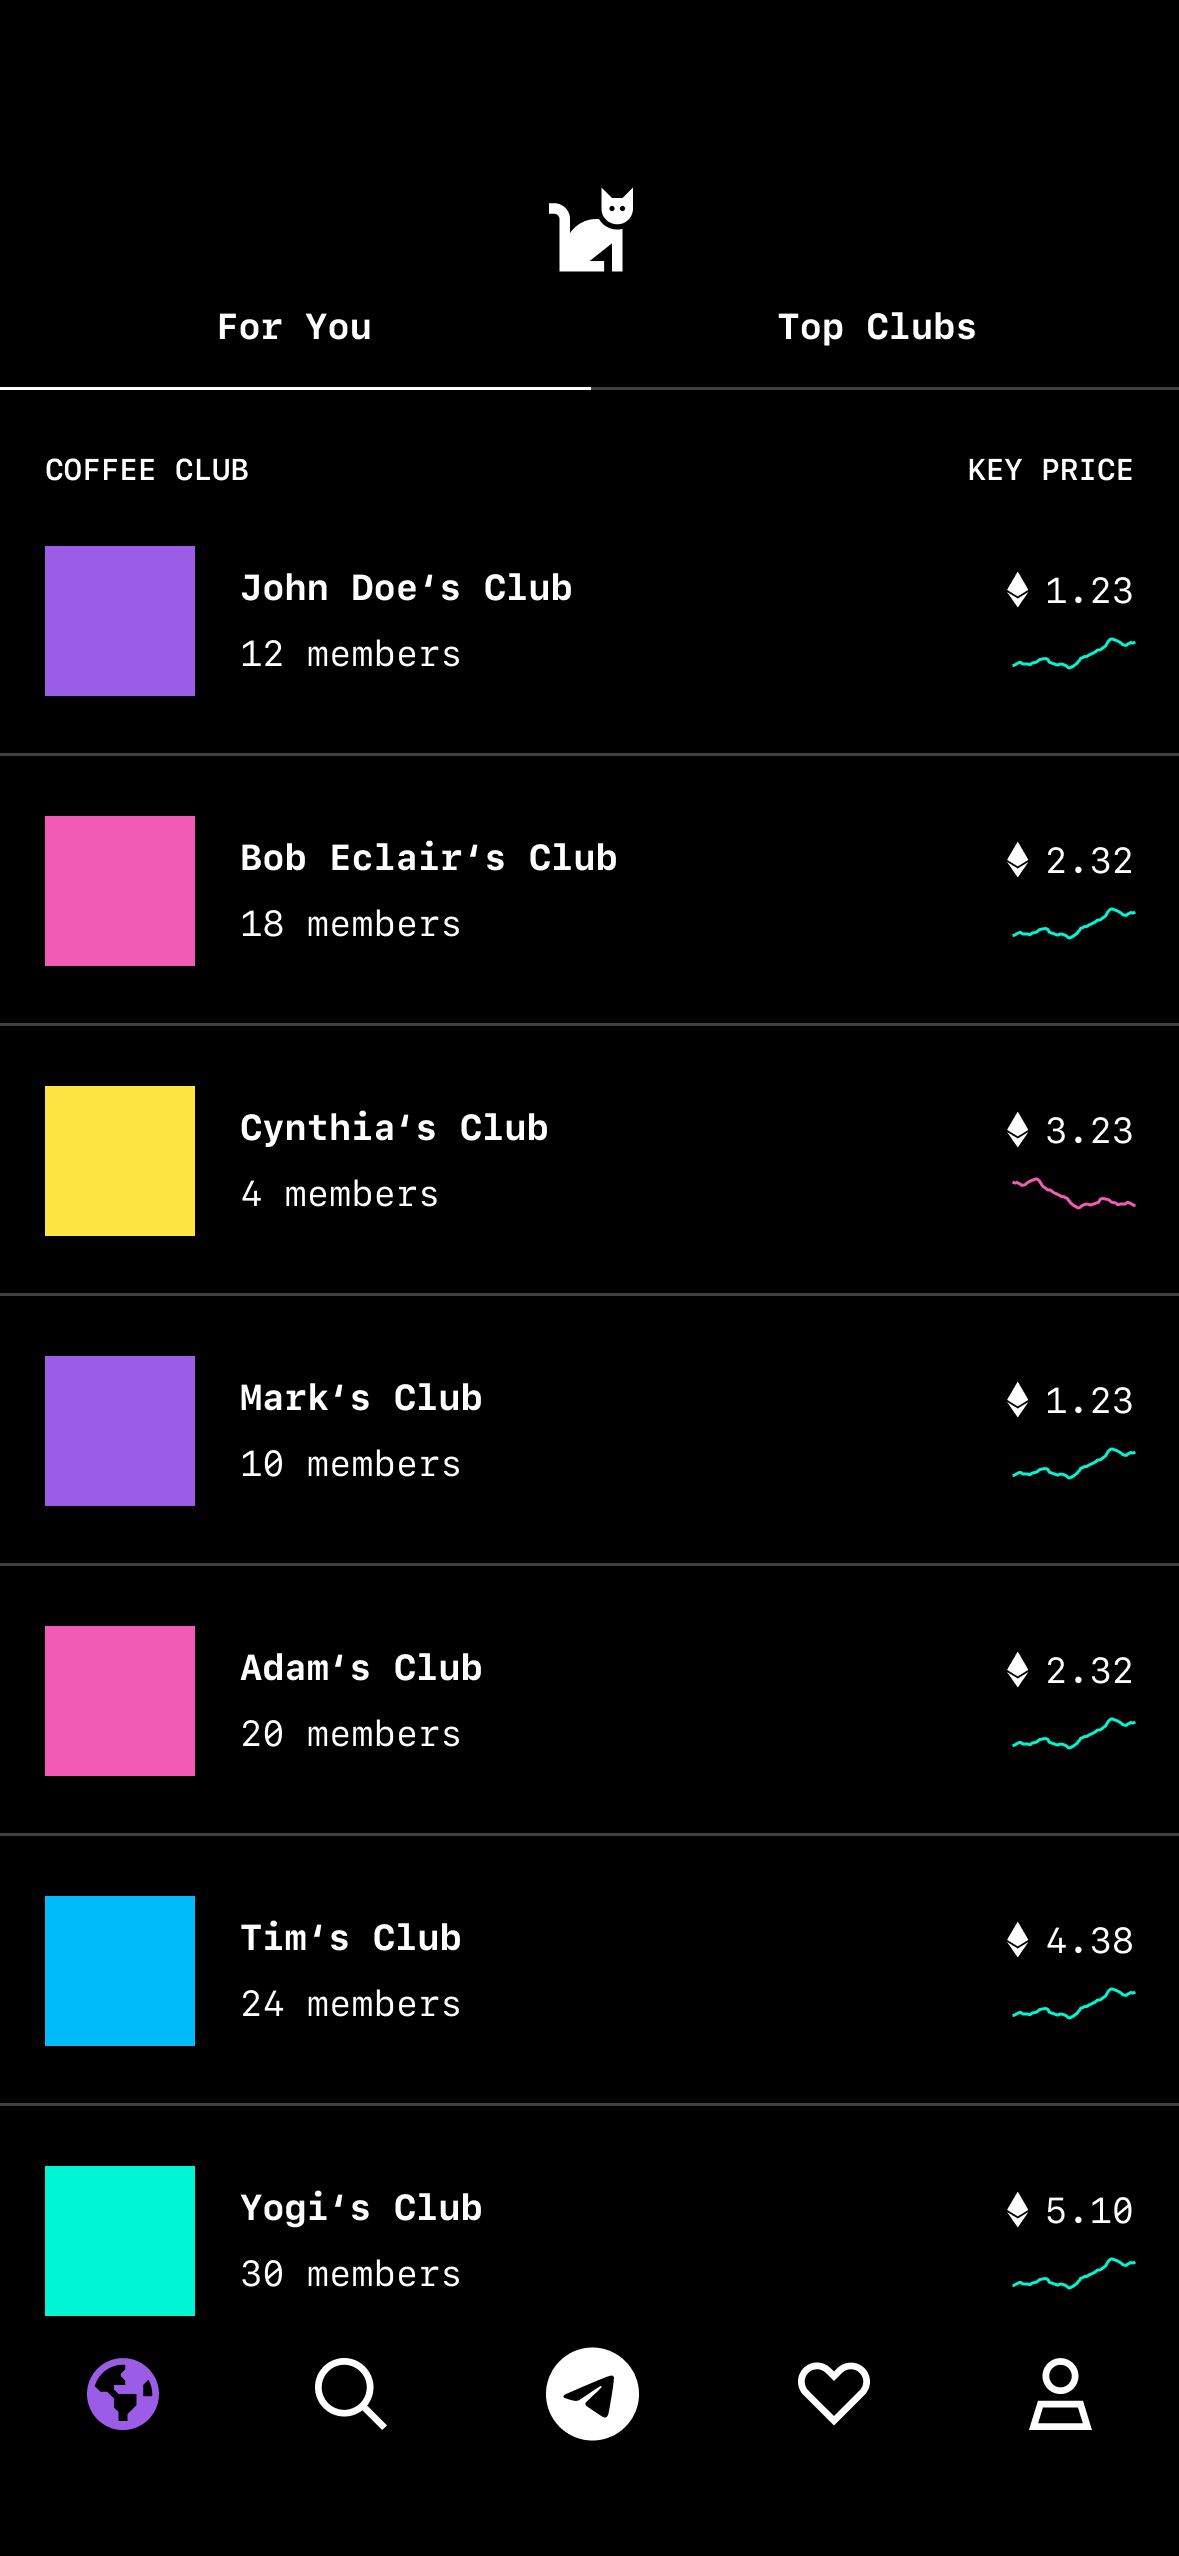 For You
Top Clubs
COFFEE CLUB
KEY PRICE
John Doe‘s Club
1.23
12 members
Bob Eclair‘s Club
2.32
18 members
Cynthia‘s Club
3.23
4 members
Mark‘s Club
1.23
10 members
Adam‘s Club
2.32
20 members
Tim‘s Club
4.38
24 members
Yogi‘s Club
5.10
30 members